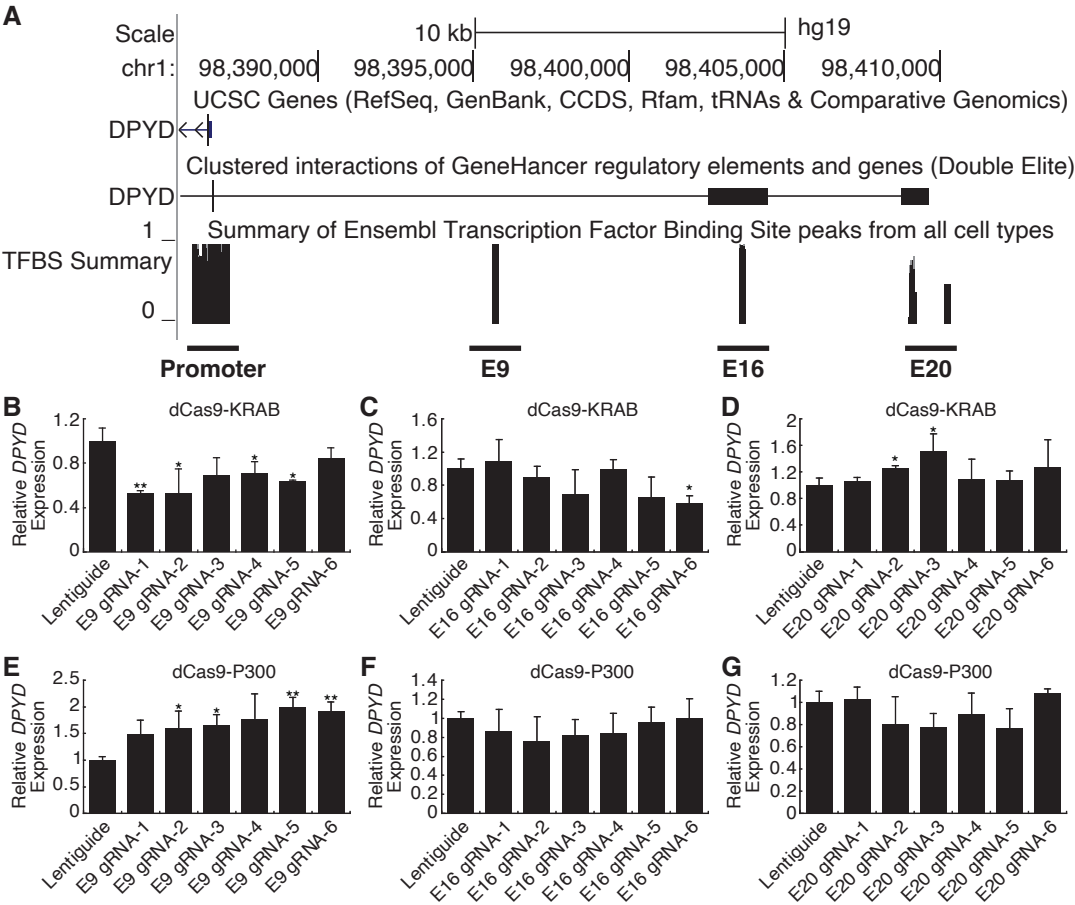 A
Scale
10 kb
hg19
chr1:
98,390,000
98,395,000
98,400,000
98,405,000
98,410,000
UCSC Genes (RefSeq, GenBank, CCDS, Rfam, tRNAs & Comparative Genomics)
DPYD
Clustered interactions of GeneHancer regulatory elements and genes (Double Elite)
DPYD
1
Summary of Ensembl Transcription Factor Binding Site peaks from all cell types
TFBS Summary
0
Promoter
E9
E16
E20
B
dCas9-KRAB
Relative DPYD
Expression
1.2
0.8
0.4
0
**
*
*
*
Lentiguide
E9 gRNA-1
E9 gRNA-2
E9 gRNA-3
E9 gRNA-4
E9 gRNA-5
E9 gRNA-6
C
dCas9-KRAB
Relative DPYD
Expression
1.6
1.2
0.8
0.4
0
*
Lentiguide
E16 gRNA-1
E16 gRNA-2
E16 gRNA-3
E16 gRNA-4
E16 gRNA-5
E16 gRNA-6
D
dCas9-KRAB
Relative DPYD
Expression
2
1.6
1.2
0.8
0.4
0
*
*
Lentiguide
E20 gRNA-1
E20 gRNA-2
E20 gRNA-3
E20 gRNA-4
E20 gRNA-5
E20 gRNA-6
E
dCas9-P300
Relative DPYD
Expression
2.5
2
1.5
1
0.5
0
*
*
**
**
Lentiguide
E9 gRNA-1
E9 gRNA-2
E9 gRNA-3
E9 gRNA-4
E9 gRNA-5
E9 gRNA-6
F
dCas9-P300
Relative DPYD
Expression
1.4
1.2
1
0.8
0.6
0.4
0.2
0
Lentiguide
E16 gRNA-1
E16 gRNA-2
E16 gRNA-3
E16 gRNA-4
E16 gRNA-5
E16 gRNA-6
G
dCas9-P300
Relative DPYD
Expression
1.2
1
0.8
0.6
0.4
0.2
0
Lentiguide
E20 gRNA-1
E20 gRNA-2
E20 gRNA-3
E20 gRNA-4
E20 gRNA-5
E20 gRNA-6